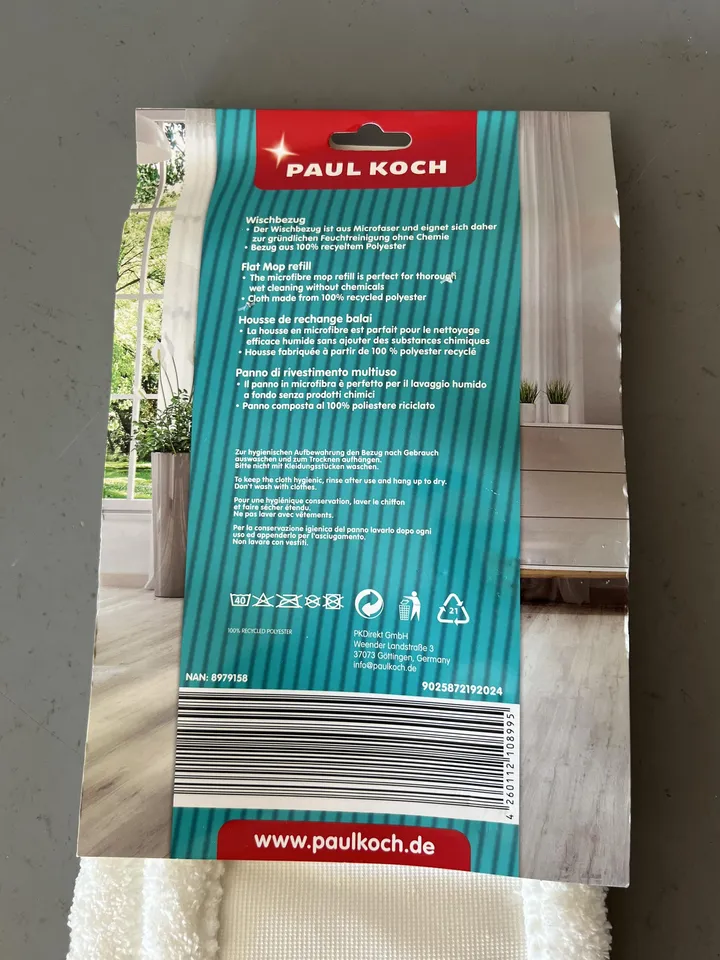 PAUL KOCH
Wischbezug
• Der Wischbezug ist aus Microfaser und eignet sich daher
zur gründlichen Feuchtreinigung ohne Chemie
• Bezug aus 100% recyceltem Polyester
Flat Mop refill
• The microfibre mop refill is perfect for thorough
wet cleaning without chemicals
• Cloth made from 100% recycled polyester
Housse de rechange balai
• La housse en microfibre est parfait pour le nettoyage
efficace humide sans ajouter des substances chimiques
• Housse fabriquée à partir de 100 % polyester recyclé
Panno di rivestimento multiuso
• Il panno in microfibra è perfetto per il lavaggio humido
a fondo senza prodotti chimici
• Panno composta al 100% poliestere riciclato
Zur hygienischen Aufbewahrung den Bezug nach Gebrauch
auswaschen und zum Trocknen aufhängen.
Bitte nicht mit Kleidungsstücken waschen.
To keep the cloth hygienic, rinse after use and hang up to dry.
Don't wash with clothes.
Pour une hygiénique conservation, laver le chiffon
et faire sécher étendu.
Ne pas laver avec vêtements.
Per la conservazione igienica del panno lavarlo dopo ogni
uso ed appenderlo per l'asciugamento.
Non lavare con vestiti.
40
21
100% RECYCLED POLYESTER
PKDirekt GmbH
Weender Landstraße 3
37073 Göttingen, Germany
info@paulkoch.de
NAN: 8979158
9025872192024
4 260112 108995
www.paulkoch.de